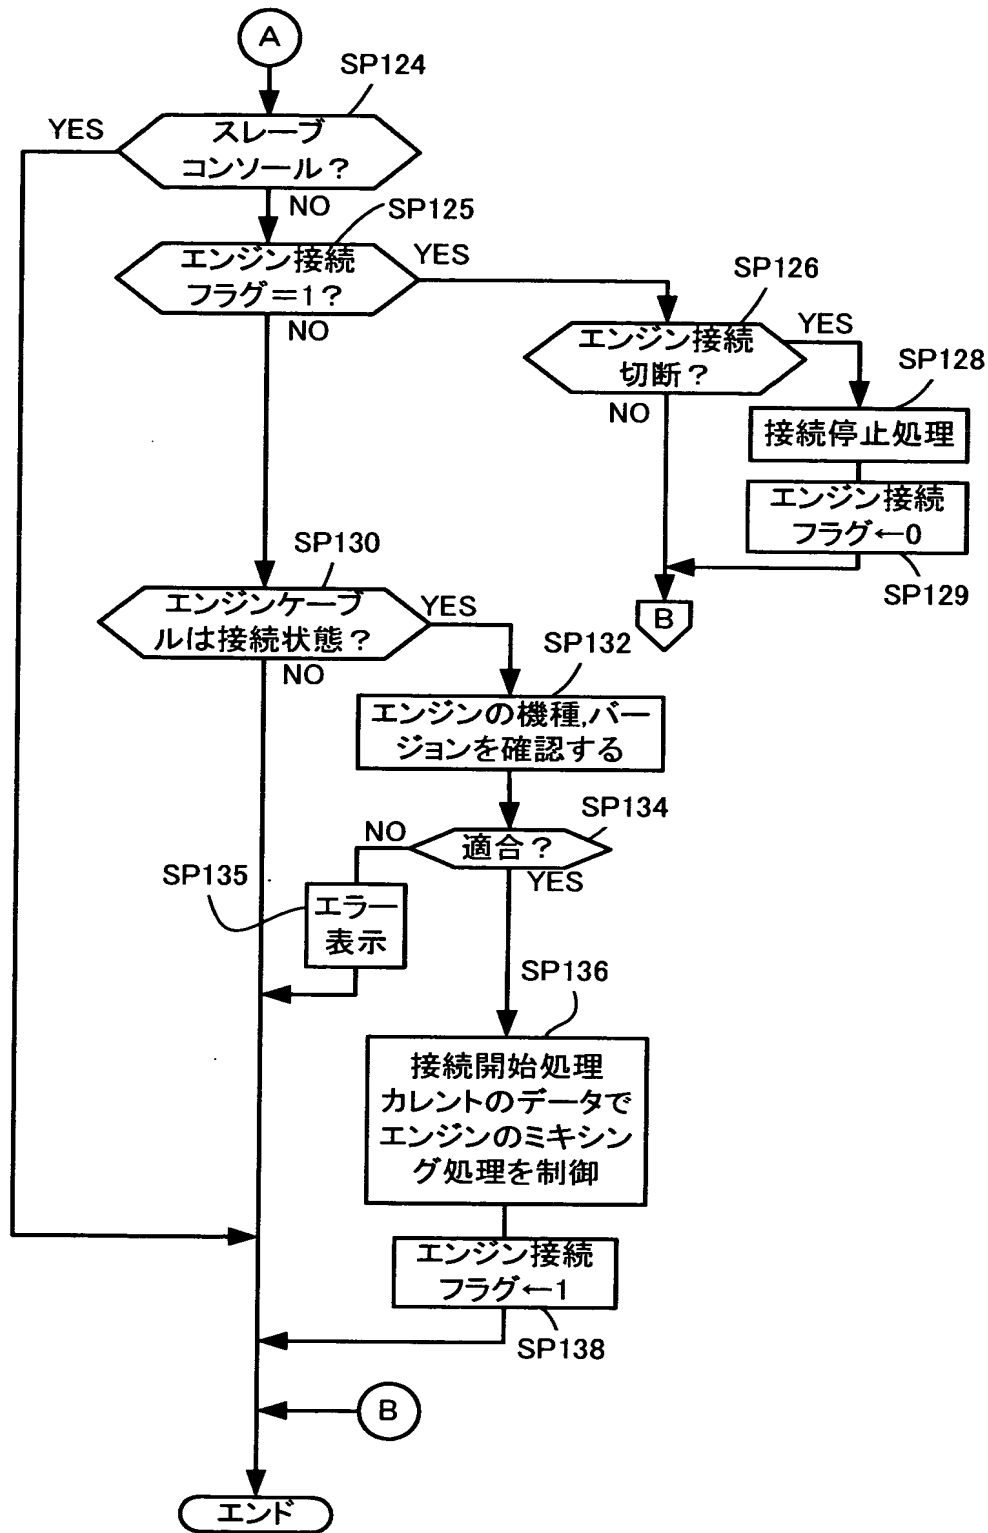 A
SP124
YES
スレーブ
コンソール?
NO
SP125
エンジン接続
フラグ=1?
YES
NO
SP126
エンジン接続
切断?
YES
NO
SP128
接続停止処理
エンジン接続
フラグ←0
SP129
B
SP130
エンジンケーブ
ルは接続状態?
YES
NO
SP132
エンジンの機種,バー
ジョンを確認する
SP134
適合?
NO
YES
SP135
エラー
表示
SP136
接続開始処理
カレントのデータで
エンジンのミキシン
グ処理を制御
エンジン接続
フラグ←1
SP138
B
エンド